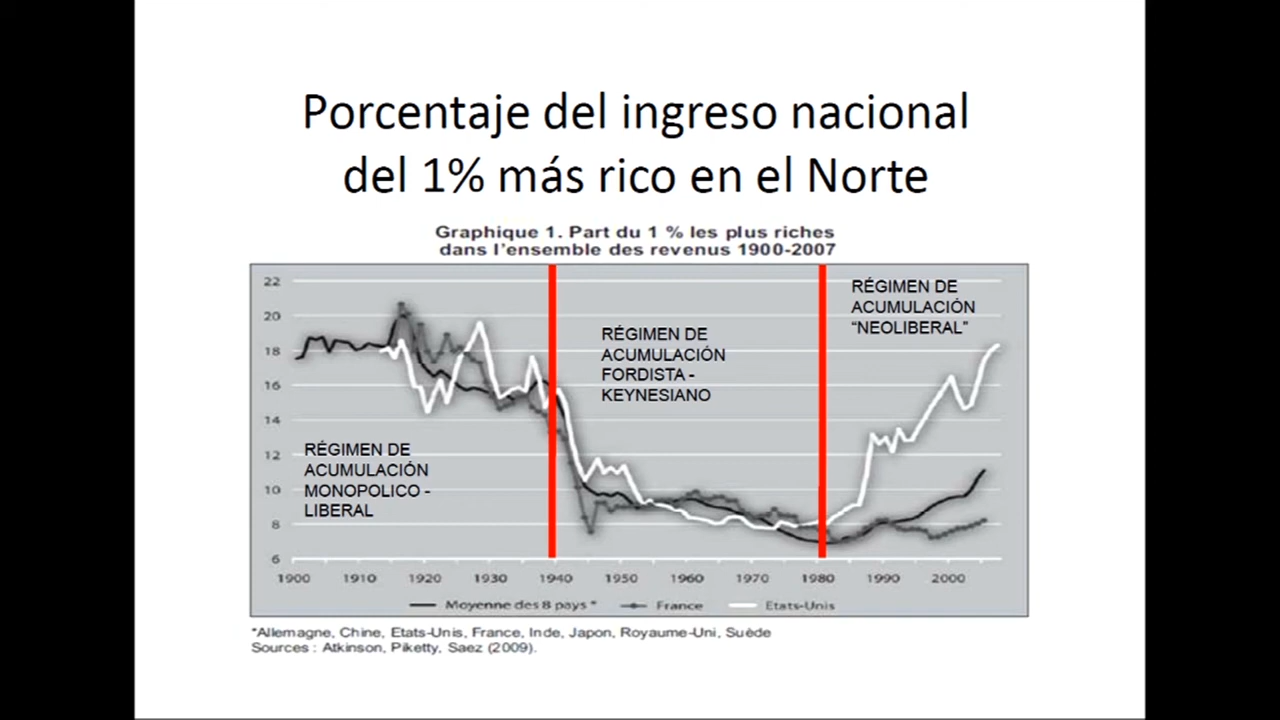 Porcentaje del ingreso nacional
del 1% más rico en el Norte
Graphique 1. Part du 1 % les plus riches
dans l'ensemble des revenus 1900-2007
22
20
18
16
14
12
10
8
6
RÉGIMEN DE
ACUMULACIÓN
MONOPOLICO -
LIBERAL
RÉGIMEN DE
ACUMULACIÓN
FORDISTA -
KEYNESIANO
RÉGIMEN DE
ACUMULACIÓN
“NEOLIBERAL”
1900 1910 1920 1930 1940 1950 1960 1970 1980 1990 2000
Moyenne des 8 pays * France Etats-Unis
*Allemagne, Chine, Etats-Unis, France, Inde, Japon, Royaume-Uni, Suède
Sources : Atkinson, Piketty, Saez (2009).